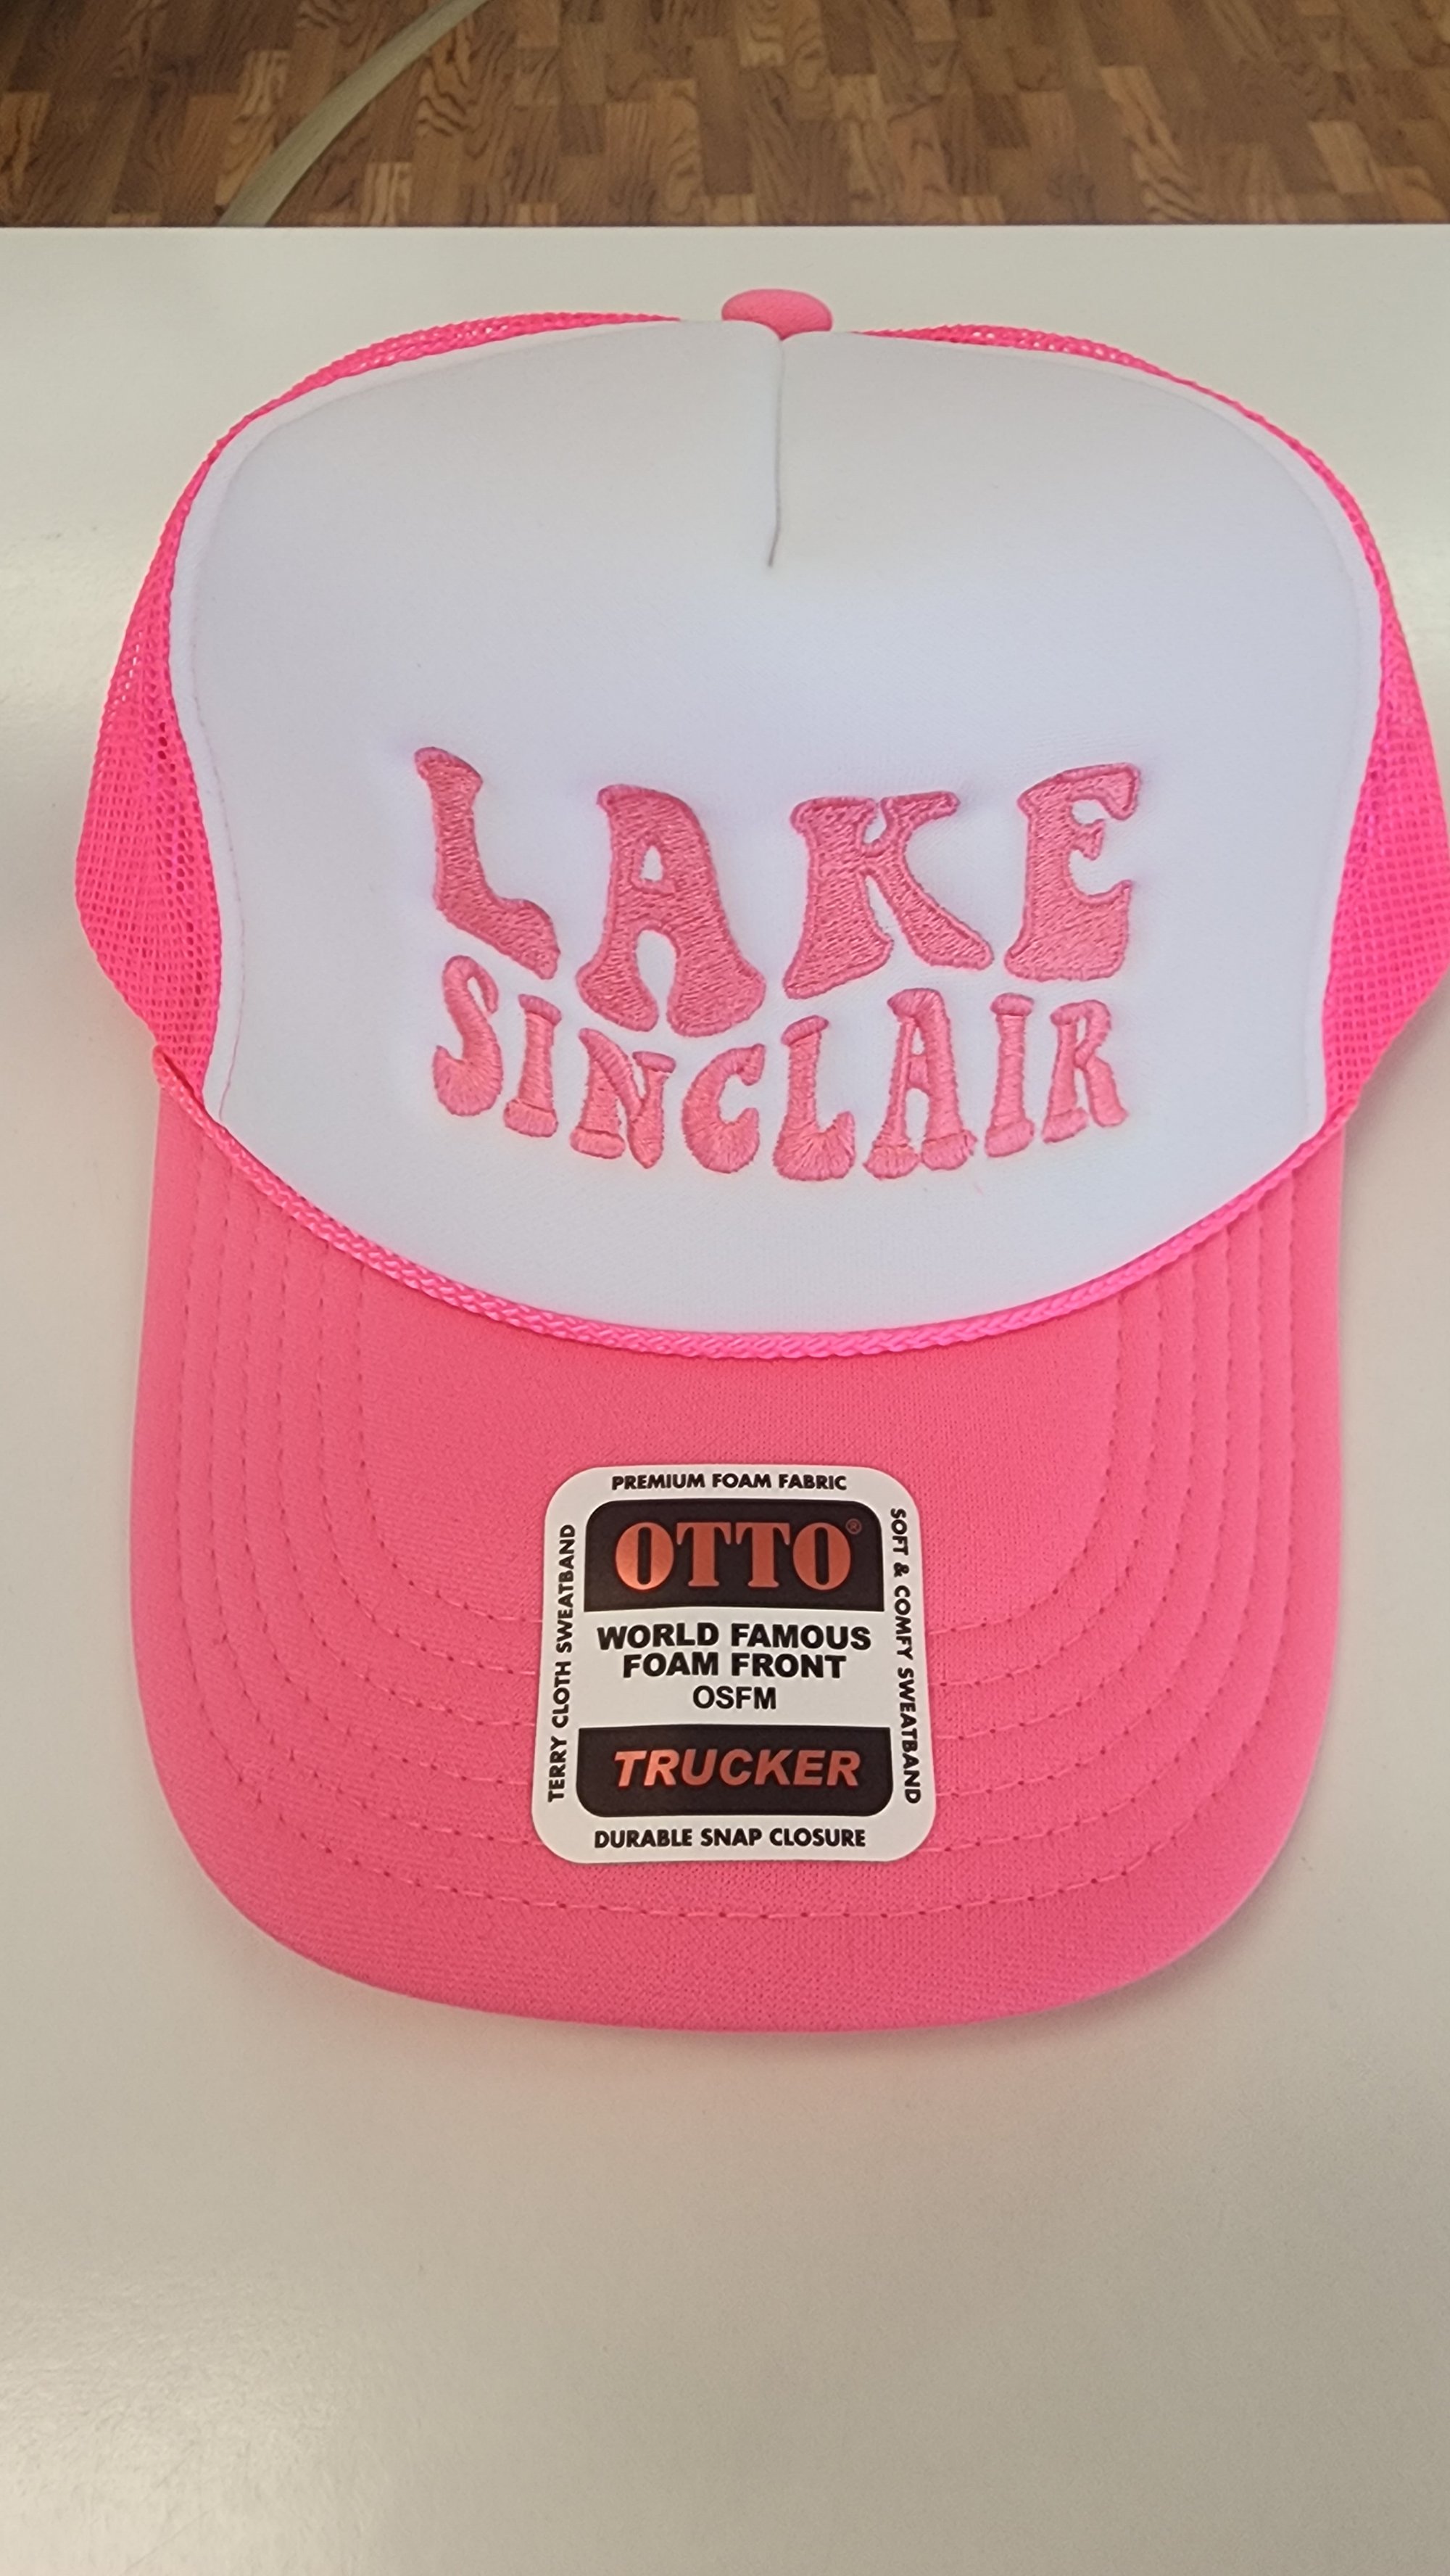 LAKE
SINCLAIR
PREMIUM FOAM FABRIC
OTTO®
WORLD FAMOUS
FOAM FRONT
OSFM
TRUCKER
DURABLE SNAP CLOSURE
TERRY CLOTH SWEATBAND
SOFT & COMFY SWEATBAND